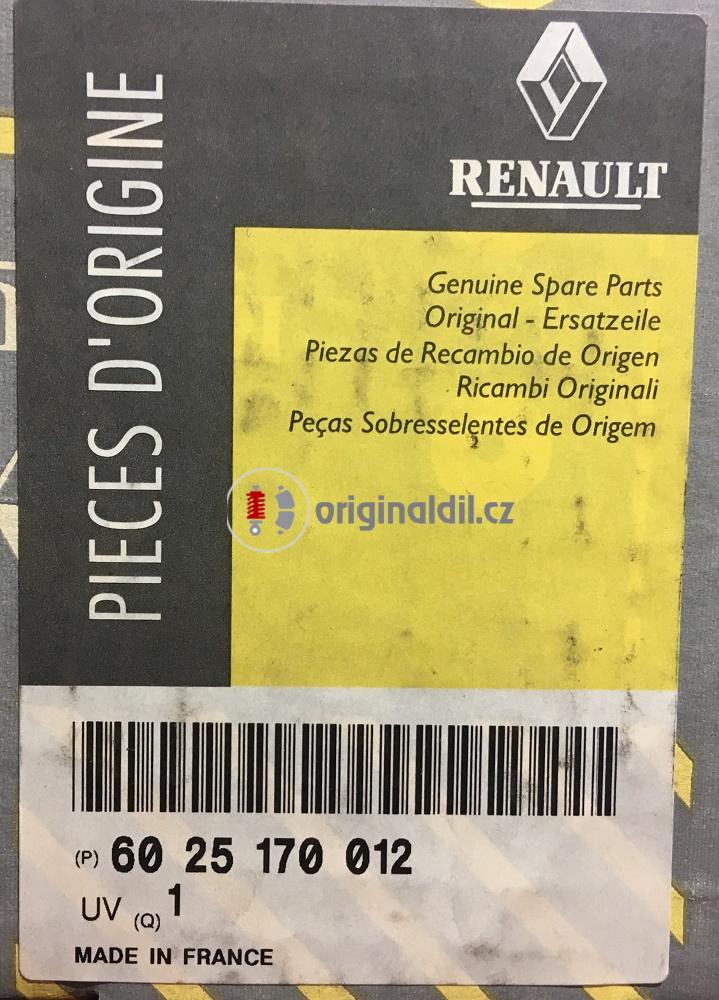 PIECES D'ORIGINE
RENAULT
Genuine Spare Parts
Original - Ersatzeile
Piezas de Recambio de Origen
Ricambi Originali
Peças Sobresselentes de Origem
originaldil.cz
(P) 60 25 170 012
UV (Q) 1
MADE IN FRANCE